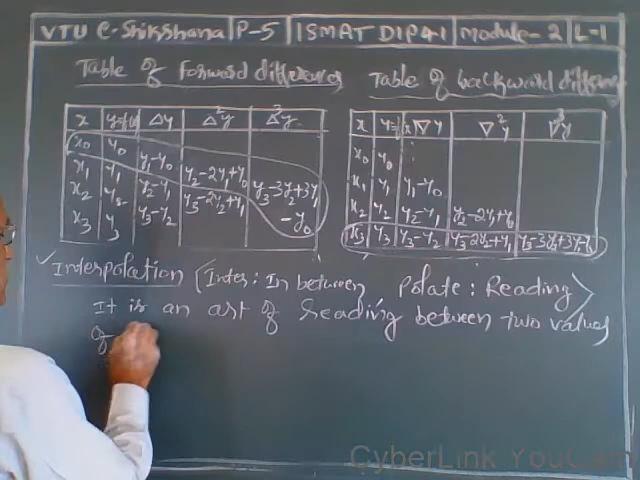 VTU e-Shikshana P-5 15MATDIP41 Module-2 L-1
Table of Forward differences Table of backward differences
x y=f(x) Δy Δ²y Δ³y x y=f(x) ∇y ∇²y ∇³y
x₀ y₀ x₀ y₀
x₁ y₁ y₁-y₀ y₂-2y₁+y₀ x₁ y₁ y₁-y₀
x₂ y₂ y₂-y₁ y₃-2y₂+y₁ y₃-3y₂+3y₁ x₂ y₂ y₂-y₁ y₂-2y₁+y₀
x₃ y₃ y₃-y₂ -y₀ x₃ y₃ y₃-y₂ y₃-2y₂+y₁ y₃-3y₂+3y₁-y₀
✓Interpolation (Inter: In between Polate: Reading)
It is an art of Reading between two values
of
CyberLink YouCam